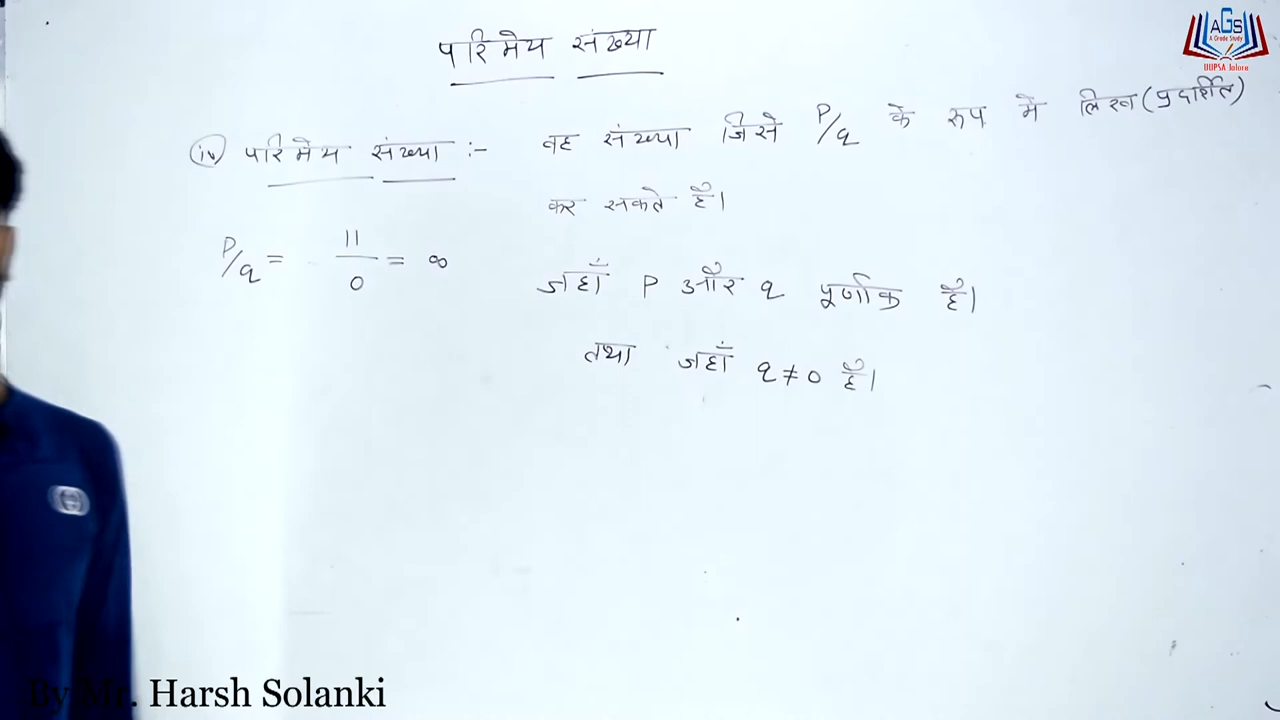 परिमेय संख्या
AGS
A Grade Study
UUPSA Jalore
(iv) परिमेय संख्या :- वह संख्या जिसे P/q के रूप में लिख (प्रदर्शित)
कर सकते है।
P/q = 11/0 = ∞
जहाँ P और q पूर्णाक है।
तथा जहाँ q ≠ 0 है।
By Mr. Harsh Solanki